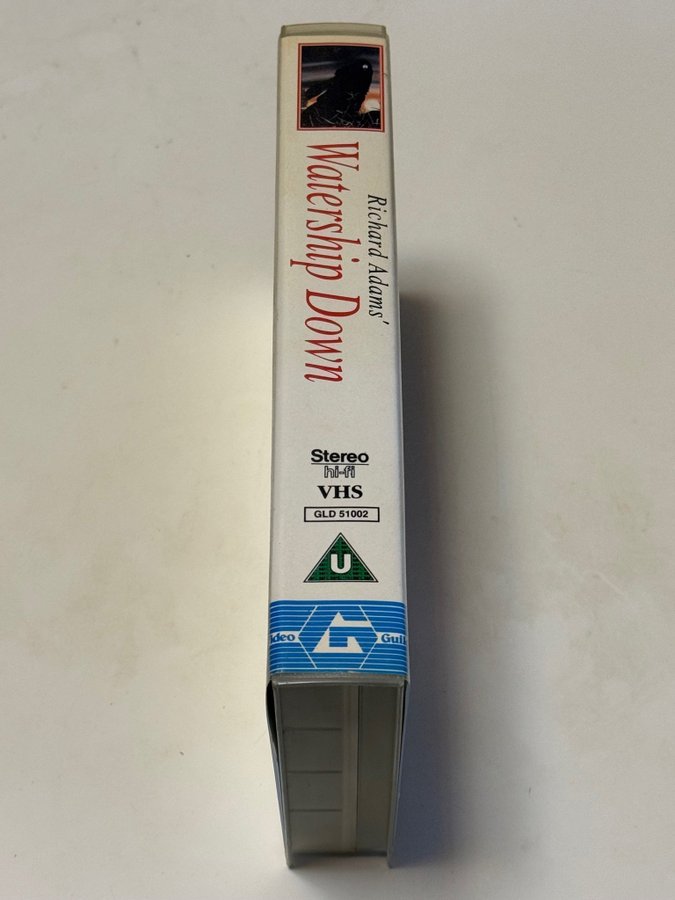 Richard Adams'
Watership Down
Stereo
hi-fi
VHS
GLD 51002
U